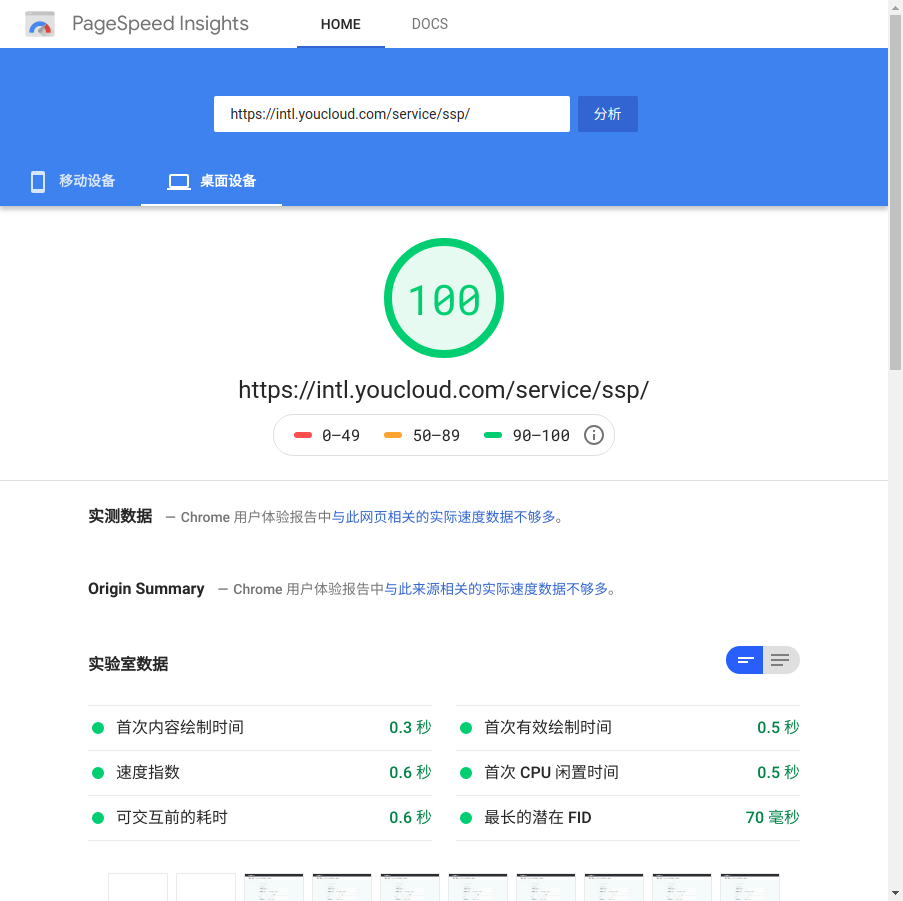 PageSpeed Insights
HOME
DOCS
https://intl.youcloud.com/service/ssp/
分析
移动设备
桌面设备
100
https://intl.youcloud.com/service/ssp/
0–49
50–89
90–100
实测数据 — Chrome 用户体验报告中与此网页相关的实际速度数据不够多。
Origin Summary — Chrome 用户体验报告中与此来源相关的实际速度数据不够多。
实验室数据
首次内容绘制时间 0.3 秒
首次有效绘制时间 0.5 秒
速度指数 0.6 秒
首次 CPU 闲置时间 0.5 秒
可交互前的耗时 0.6 秒
最长的潜在 FID 70 毫秒